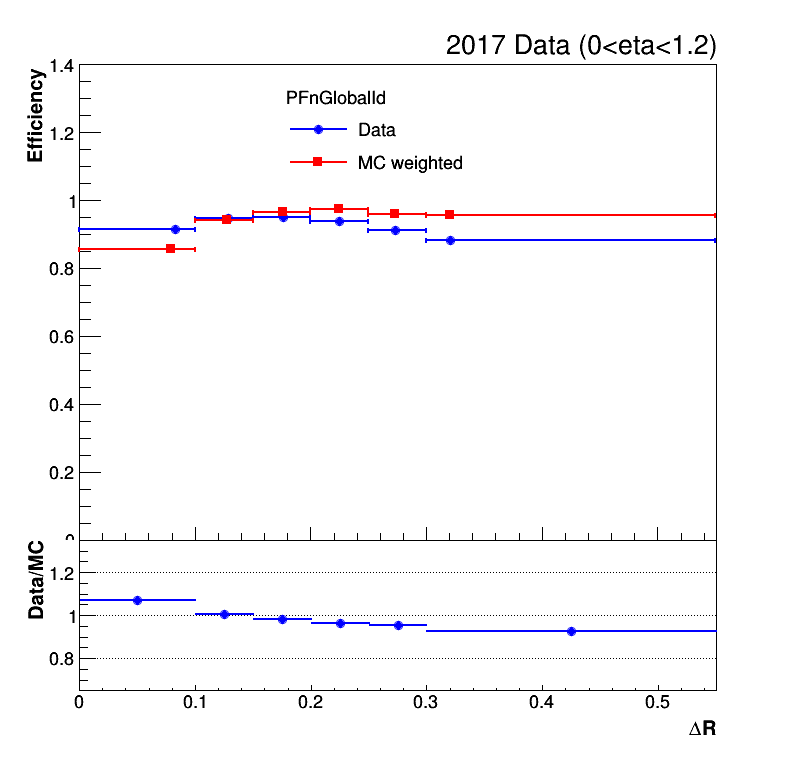 2017 Data (0<eta<1.2)
Efficiency
1.4
1.2
1
0.8
0.6
0.4
0.2
0
PFnGlobalId
Data
MC weighted
Data/MC
1.2
1
0.8
0 0.1 0.2 0.3 0.4 0.5
ΔR